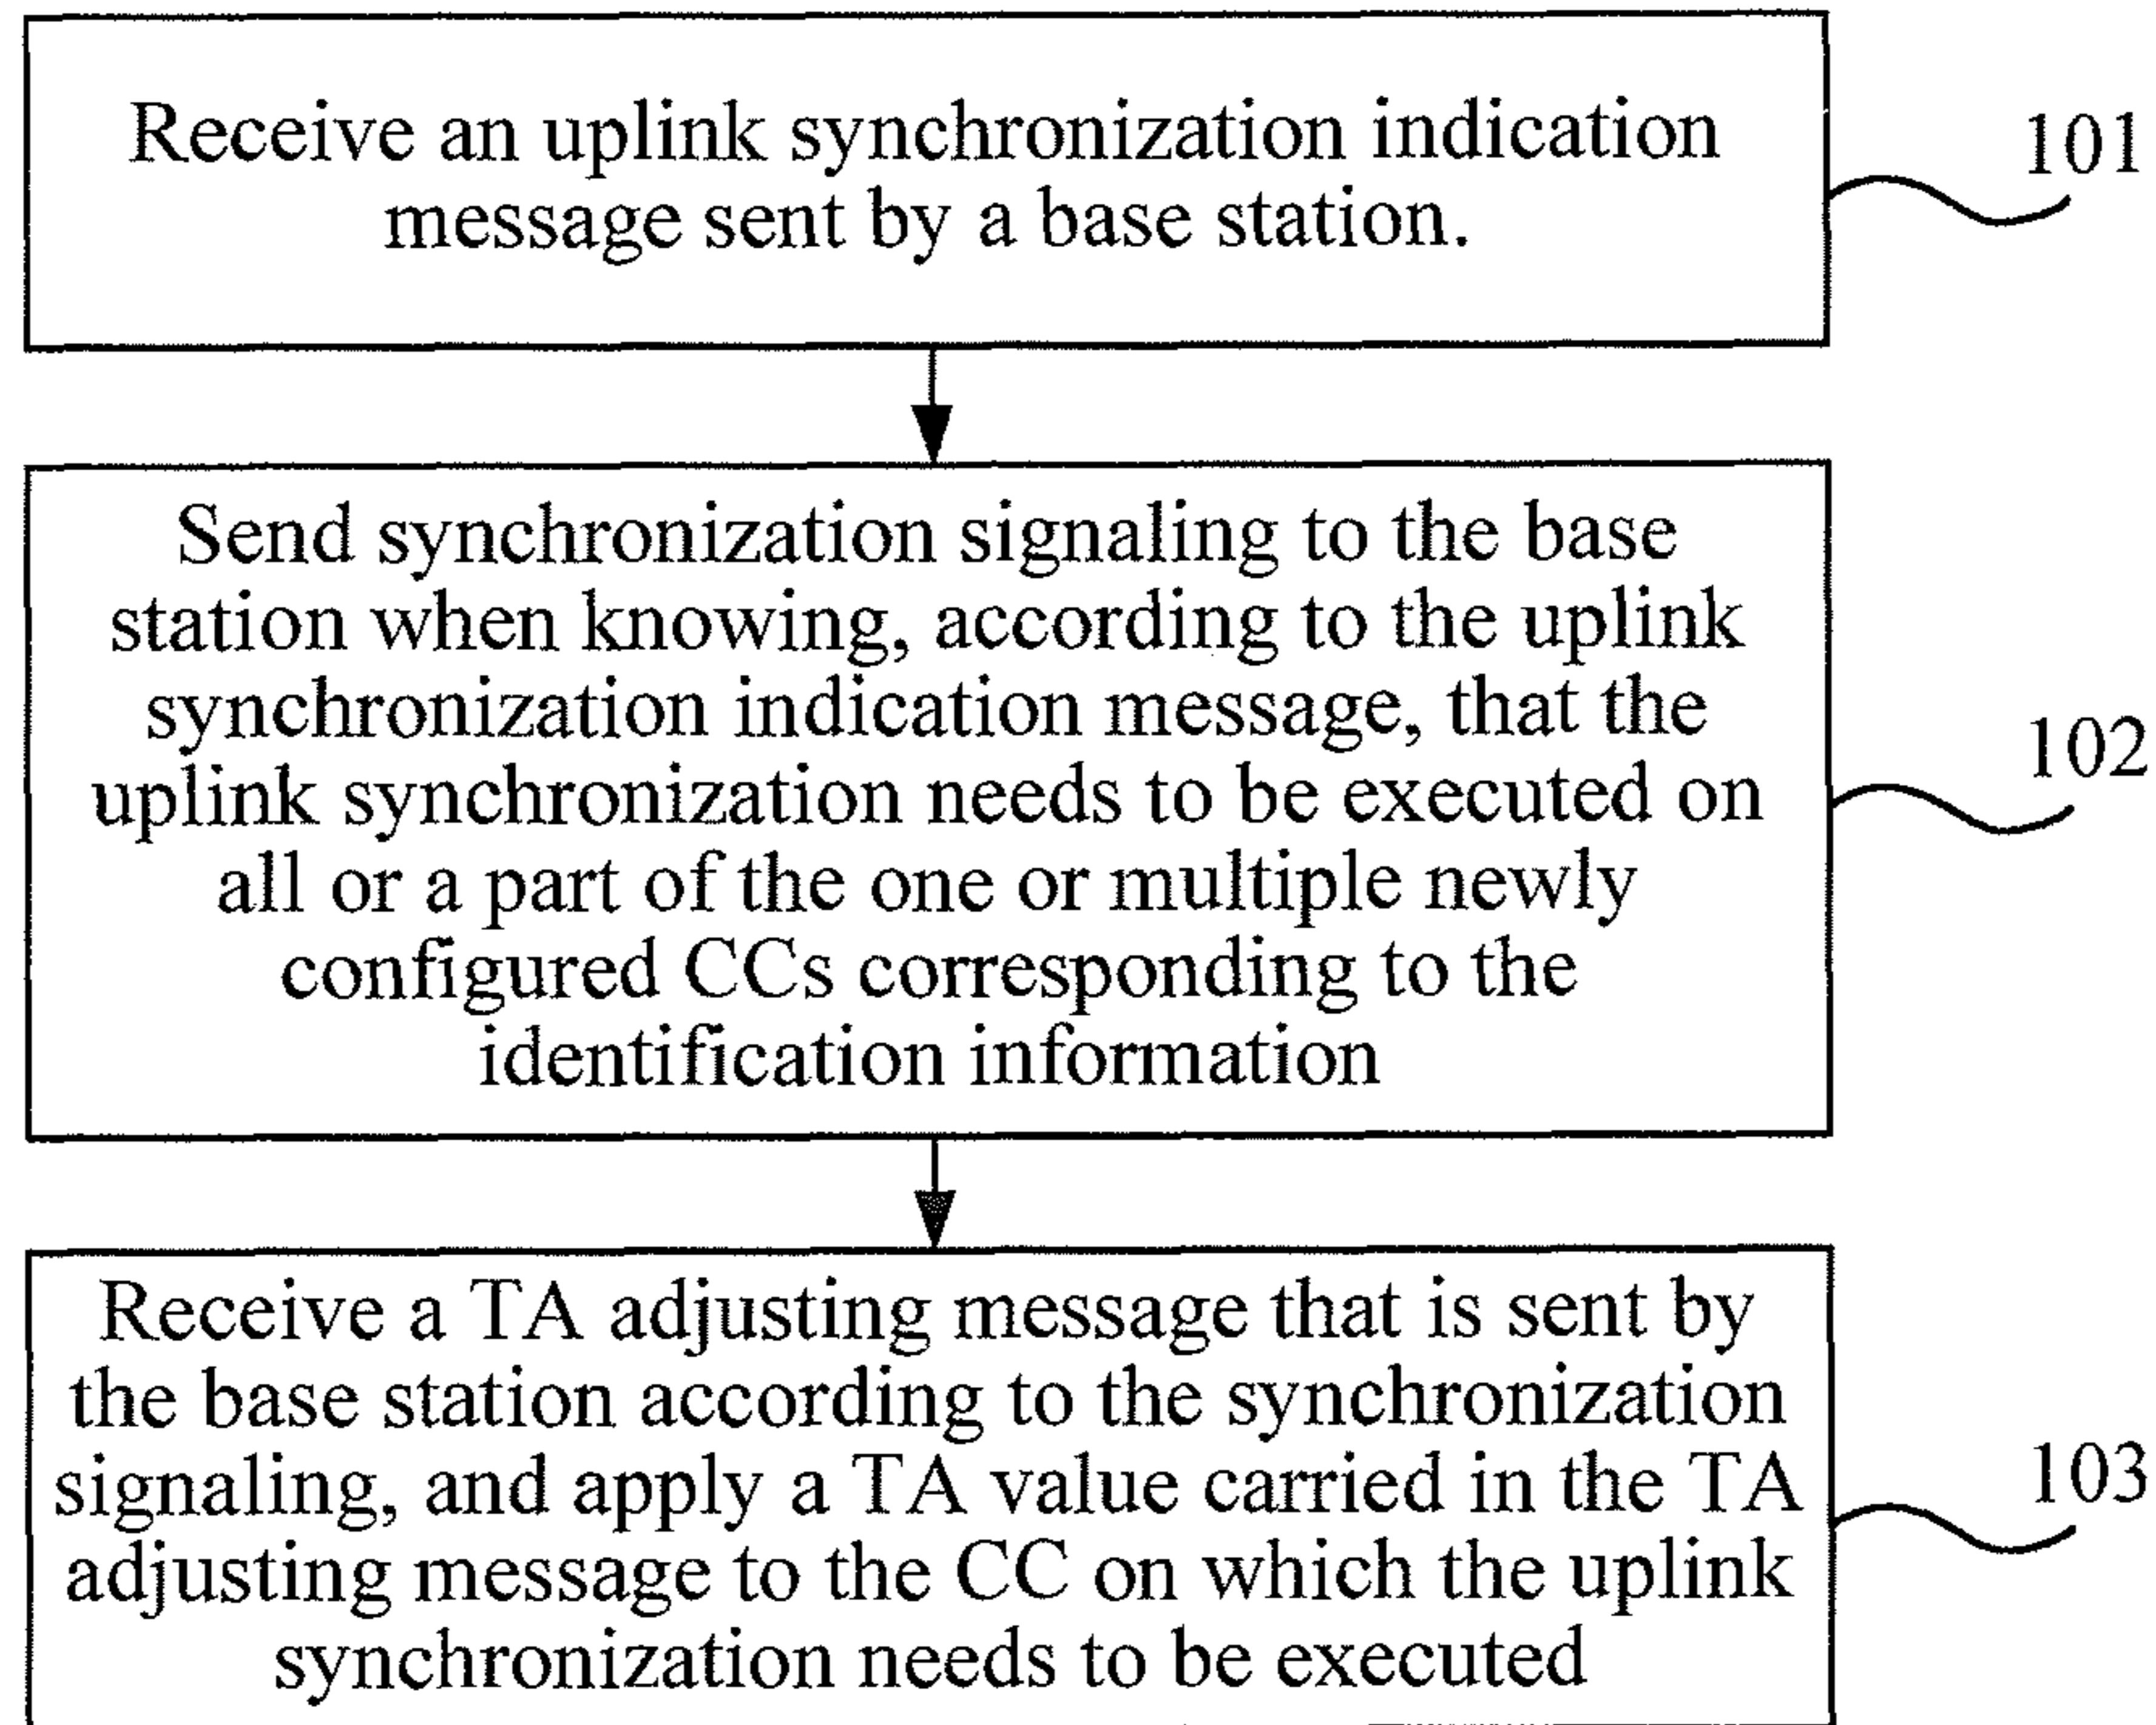 Receive an uplink synchronization indication
message sent by a base station.
101
Send synchronization signaling to the base
station when knowing, according to the uplink
synchronization indication message, that the
uplink synchronization needs to be executed on
all or a part of the one or multiple newly
configured CCs corresponding to the
identification information
102
Receive a TA adjusting message that is sent by
the base station according to the synchronization
signaling, and apply a TA value carried in the TA
adjusting message to the CC on which the uplink
synchronization needs to be executed
103